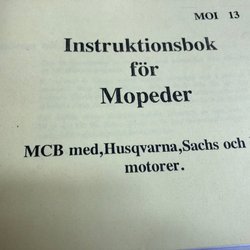 MOI 13
Instruktionsbok
för
Mopeder
MCB med,Husqvarna,Sachs och
motorer.